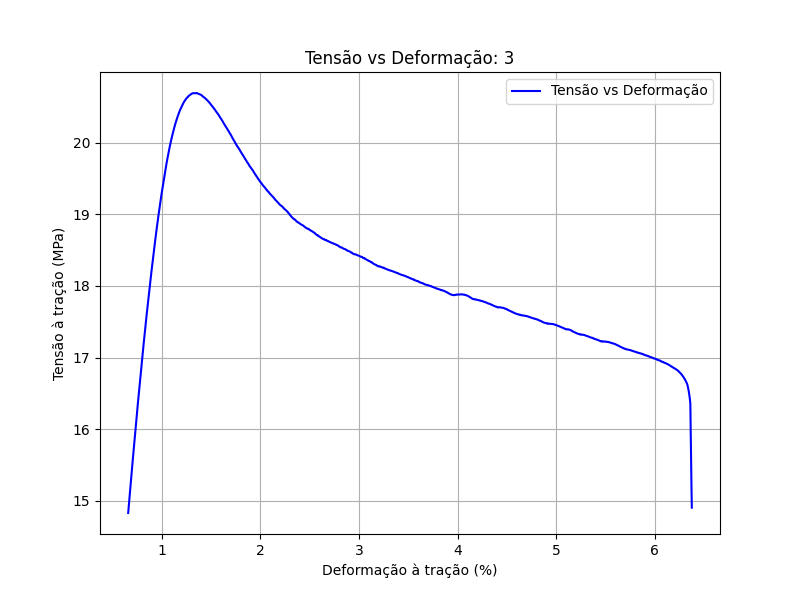 Tensão vs Deformação: 3
Tensão vs Deformação
20
19
18
17
16
15
Tensão à tração (MPa)
1 2 3 4 5 6
Deformação à tração (%)